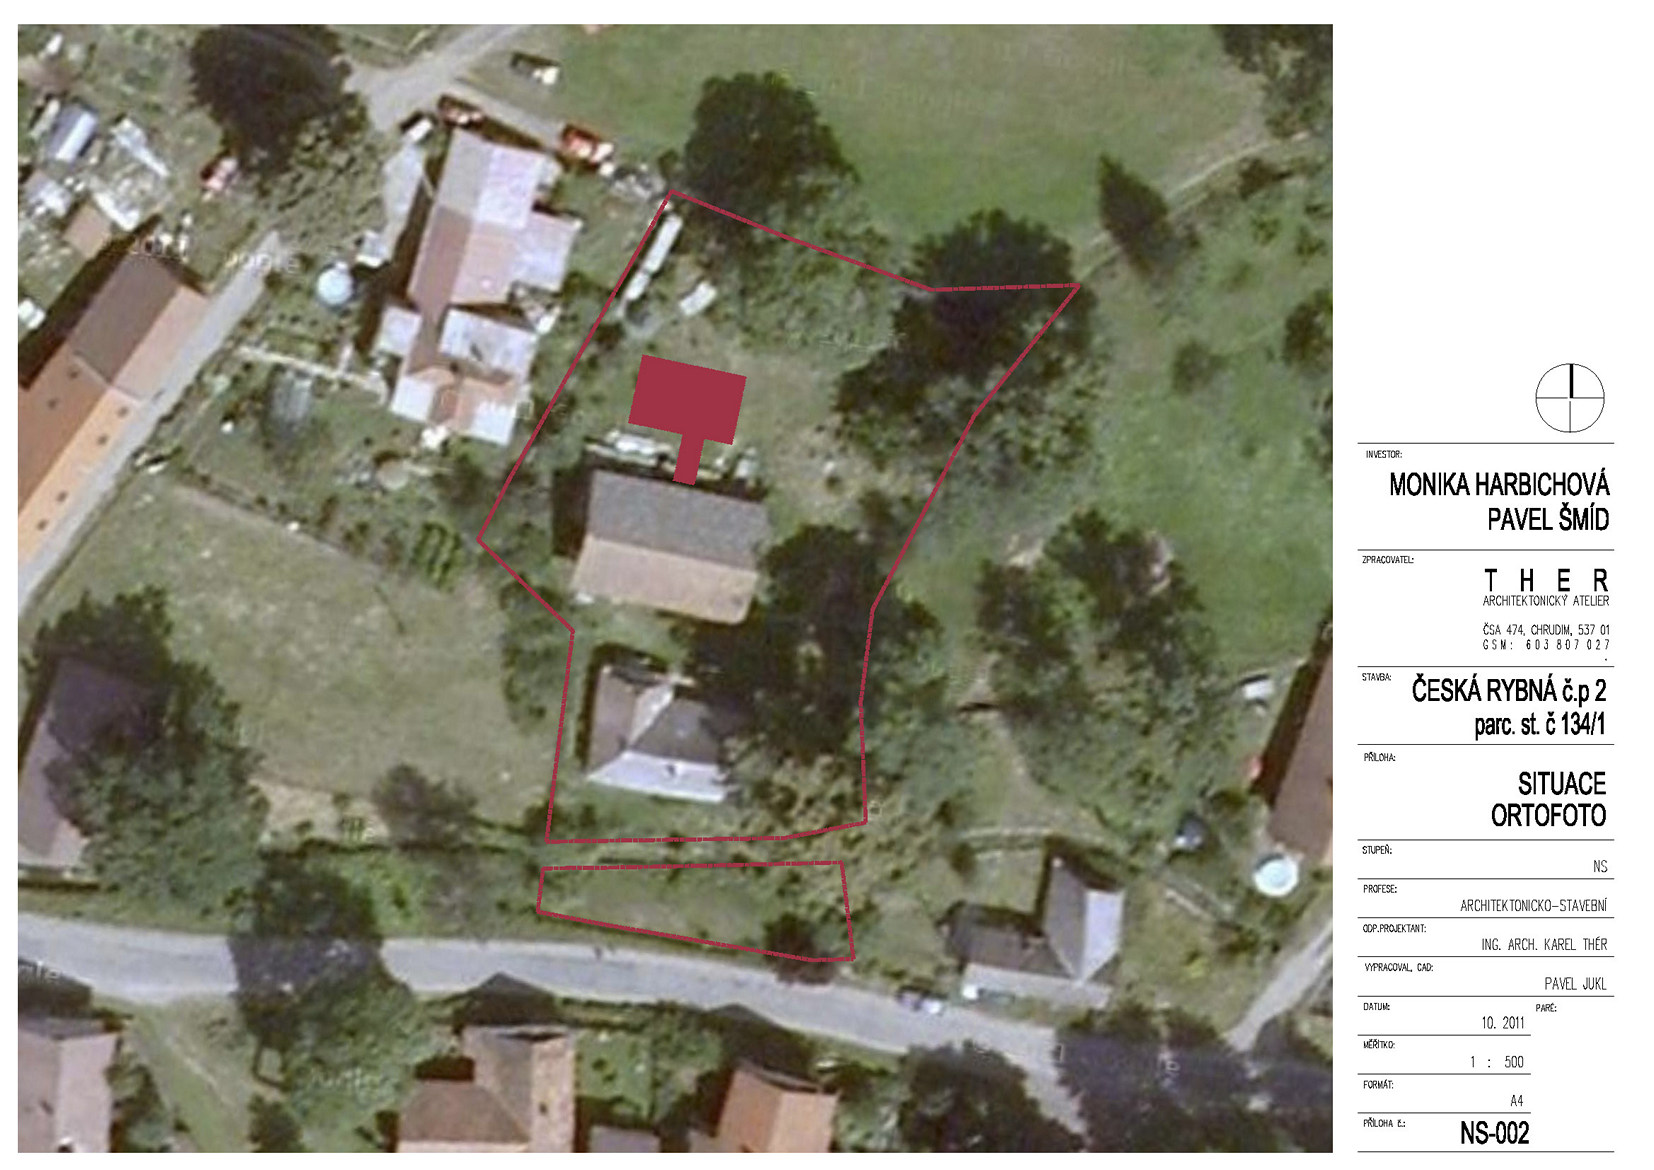 INVESTOR:
MONIKA HARBICHOVÁ
PAVEL ŠMÍD
ZPRACOVATEL:
T H E R
ARCHITEKTONICKÝ ATELIER
ČSA 474, CHRUDIM, 537 01
GSM: 603 807 027
STAVBA:
ČESKÁ RYBNÁ č.p 2
parc. st. č 134/1
PŘÍLOHA:
SITUACE
ORTOFOTO
STUPEŇ:
NS
PROFESE:
ARCHITEKTONICKO-STAVEBNÍ
ODP.PROJEKTANT:
ING. ARCH. KAREL THÉR
VYPRACOVAL, CAD:
PAVEL JUKL
DATUM:
PARÉ:
10. 2011
MĚŘÍTKO:
1 : 500
FORMÁT:
A4
PŘÍLOHA č.:
NS-002